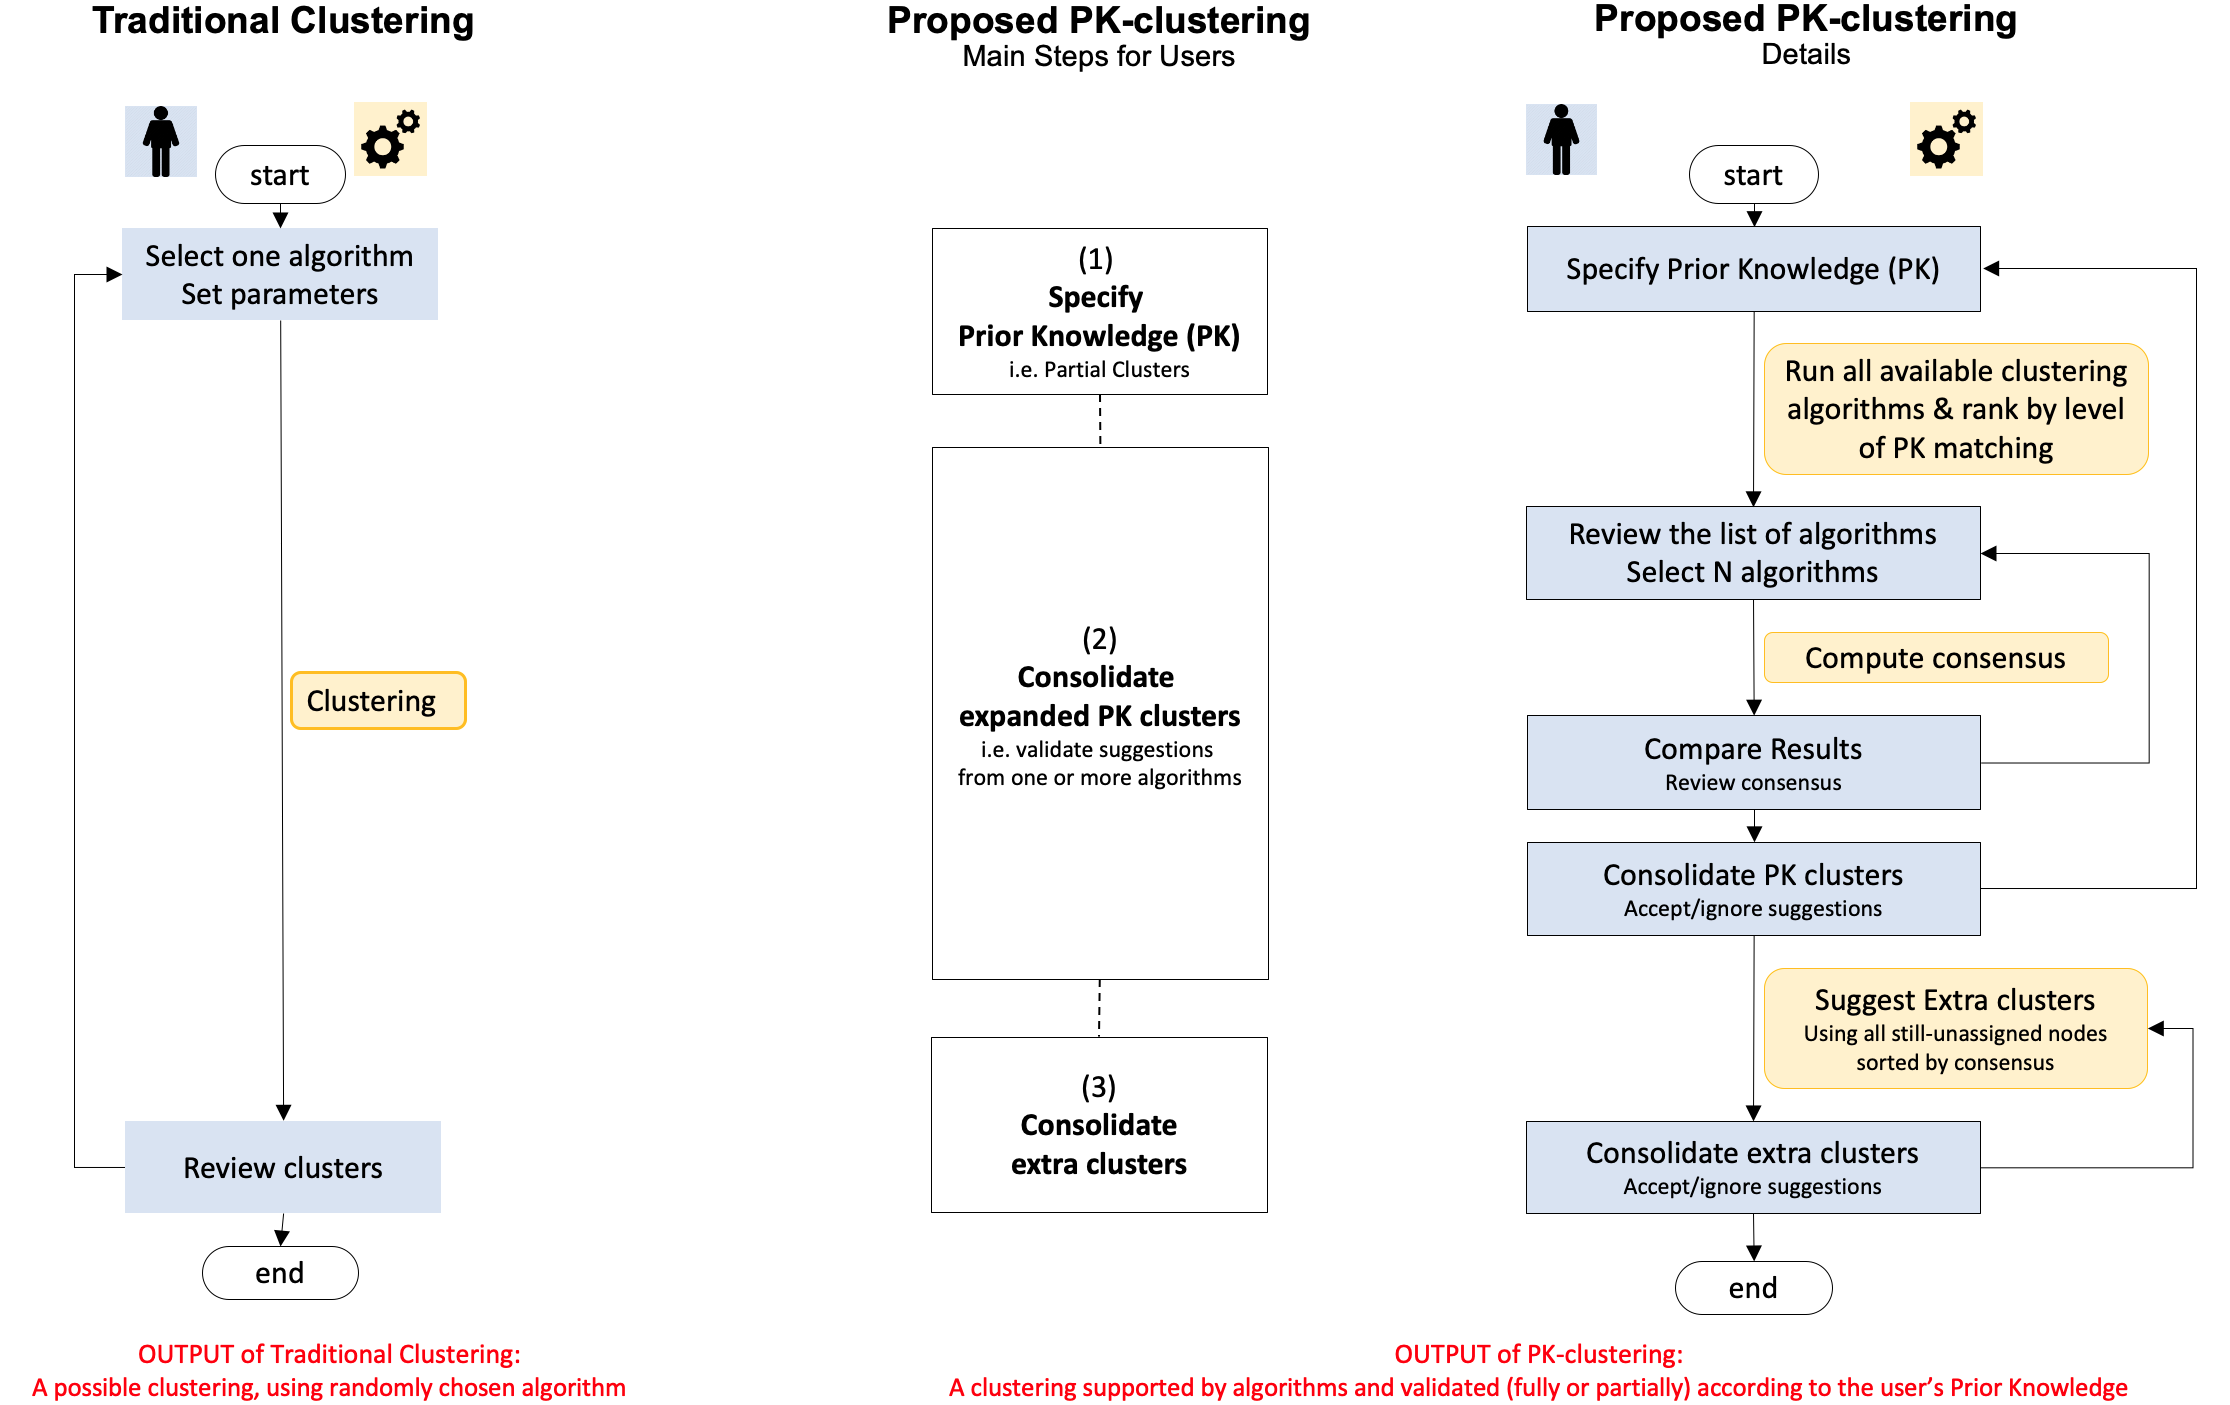 Traditional Clustering
start
Select one algorithm
Set parameters
Clustering
Review clusters
end
OUTPUT of Traditional Clustering:
A possible clustering, using randomly chosen algorithm
Proposed PK-clustering
Main Steps for Users
(1)
Specify
Prior Knowledge (PK)
i.e. Partial Clusters
(2)
Consolidate
expanded PK clusters
i.e. validate suggestions
from one or more algorithms
(3)
Consolidate
extra clusters
Proposed PK-clustering
Details
start
Specify Prior Knowledge (PK)
Run all available clustering
algorithms & rank by level
of PK matching
Review the list of algorithms
Select N algorithms
Compute consensus
Compare Results
Review consensus
Consolidate PK clusters
Accept/ignore suggestions
Suggest Extra clusters
Using all still-unassigned nodes
sorted by consensus
Consolidate extra clusters
Accept/ignore suggestions
end
OUTPUT of PK-clustering:
A clustering supported by algorithms and validated (fully or partially) according to the user’s Prior Knowledge